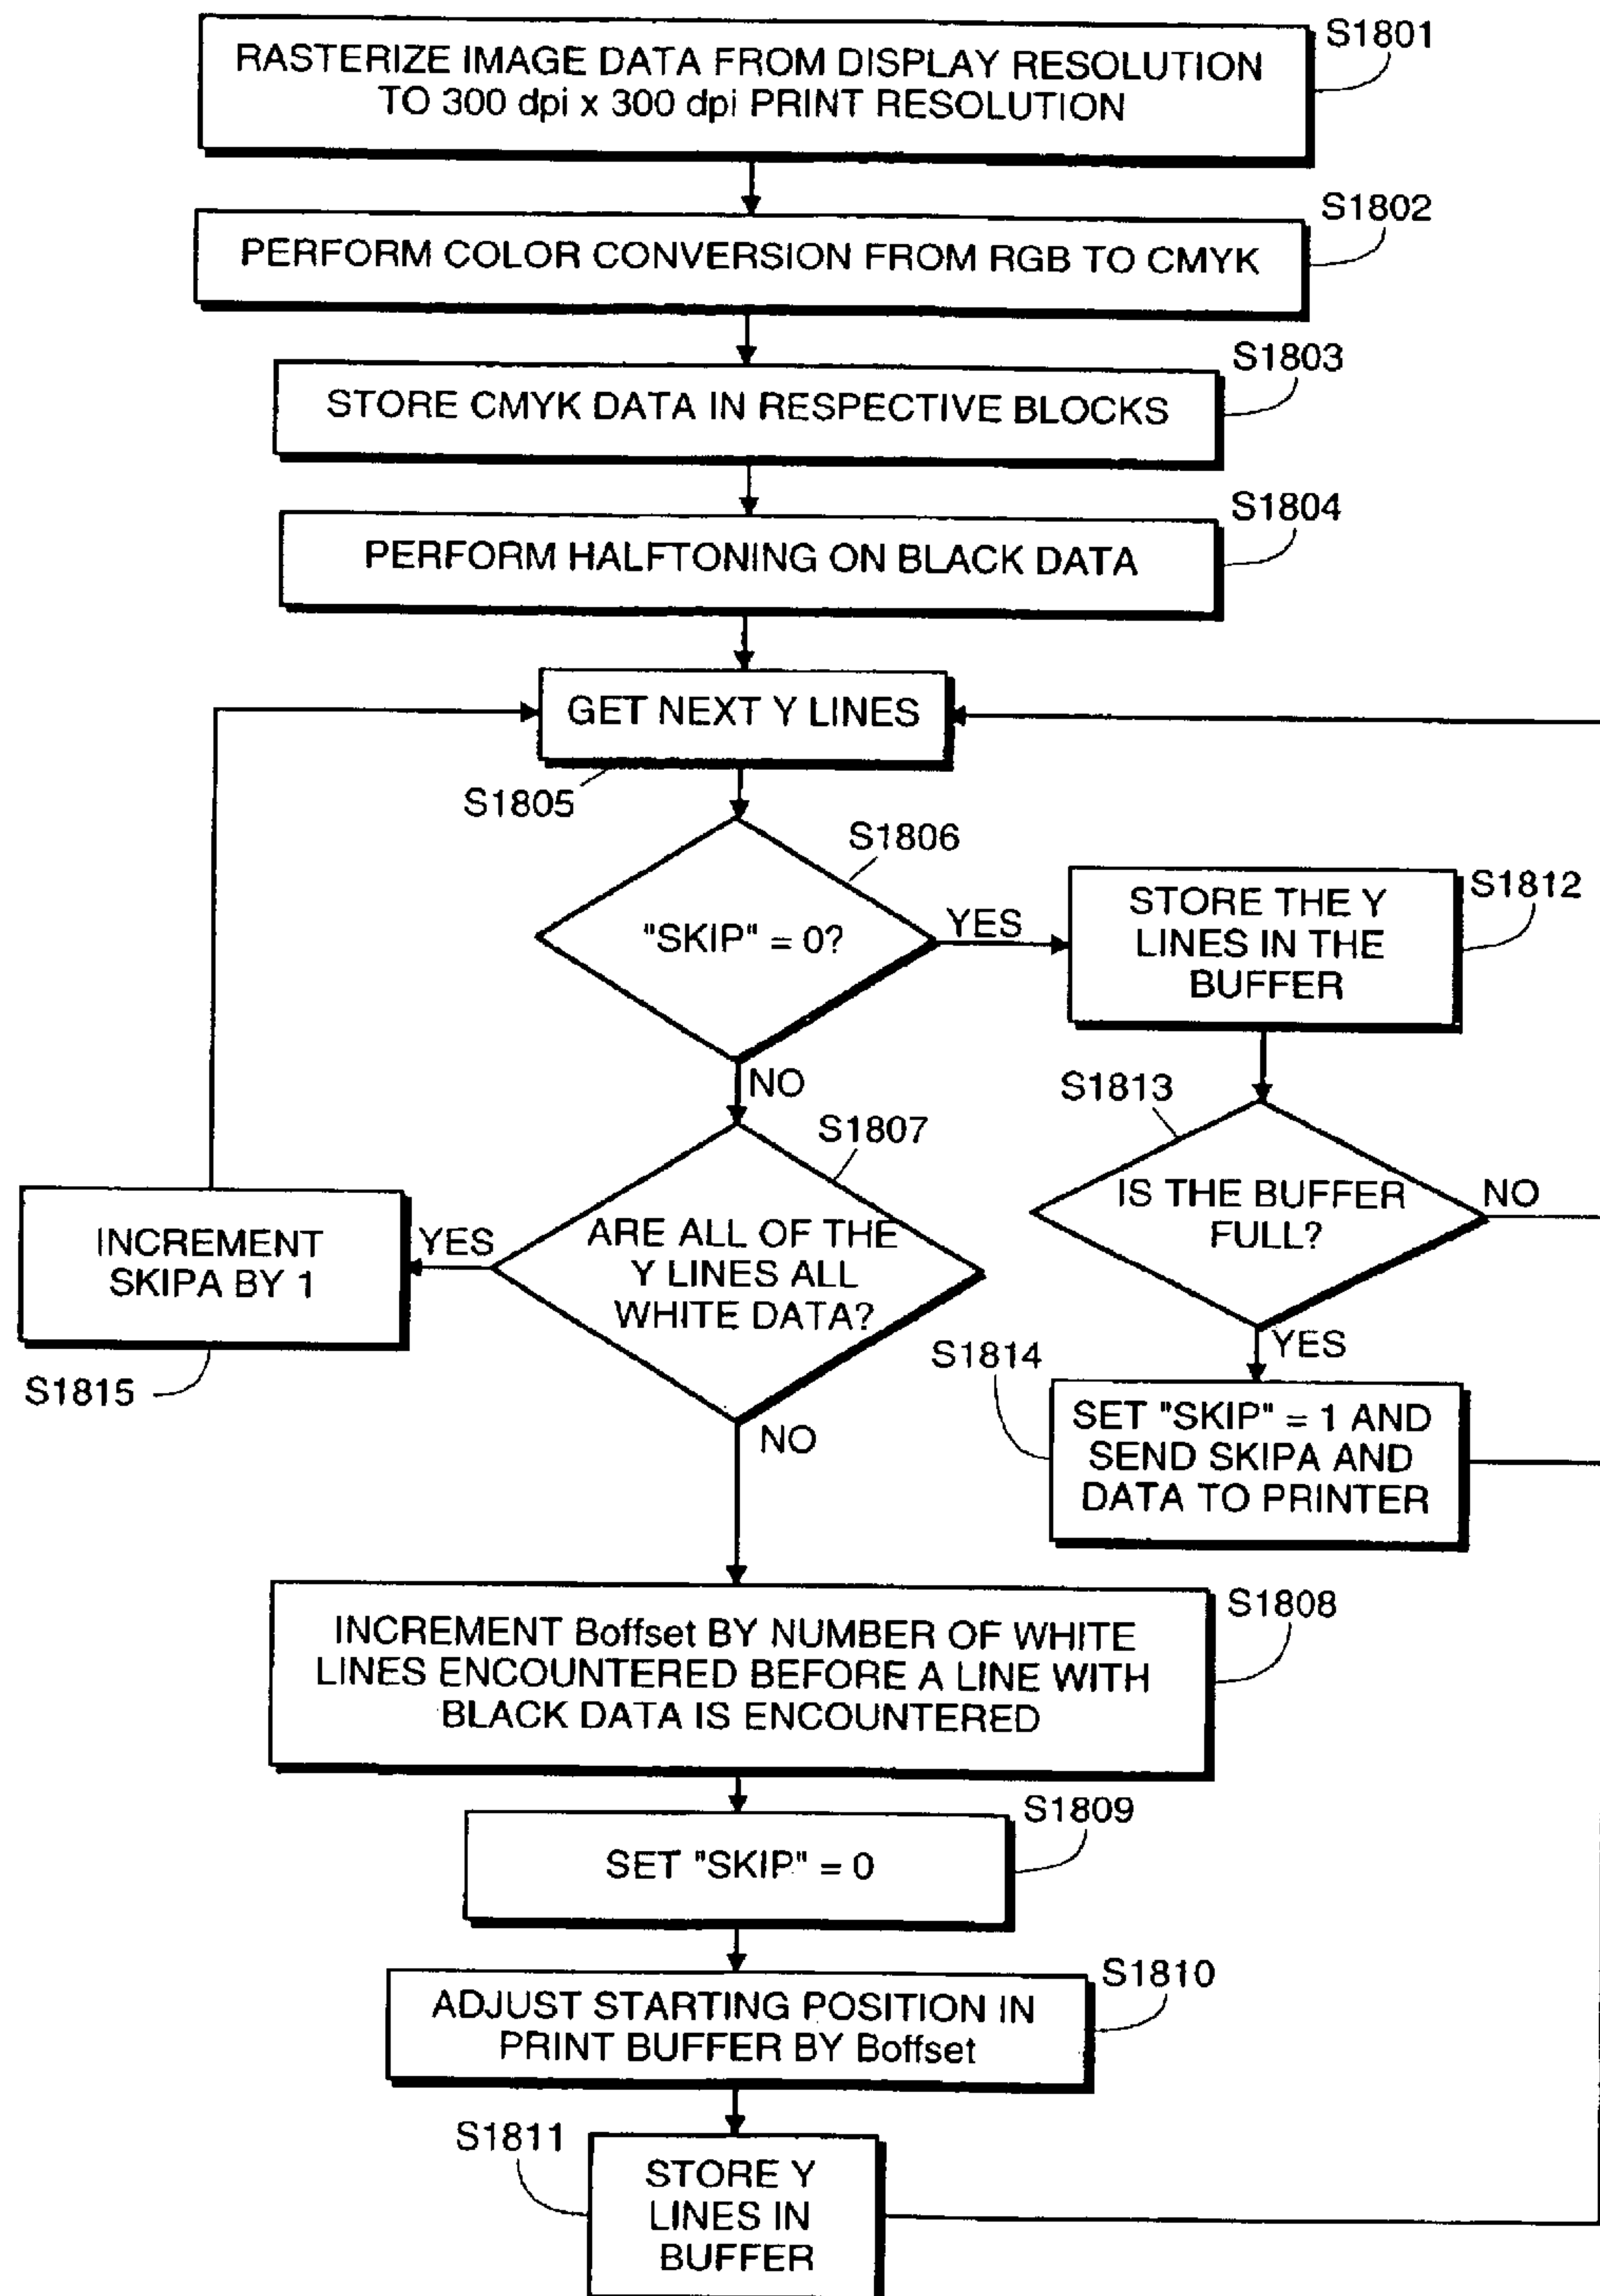 RASTERIZE IMAGE DATA FROM DISPLAY RESOLUTION
TO 300 dpi x 300 dpi PRINT RESOLUTION
S1801
PERFORM COLOR CONVERSION FROM RGB TO CMYK
S1802
STORE CMYK DATA IN RESPECTIVE BLOCKS
S1803
PERFORM HALFTONING ON BLACK DATA
S1804
GET NEXT Y LINES
S1805
"SKIP" = 0?
S1806
YES
NO
STORE THE Y
LINES IN THE
BUFFER
S1812
S1813
IS THE BUFFER
FULL?
NO
YES
S1807
ARE ALL OF THE
Y LINES ALL
WHITE DATA?
YES
NO
INCREMENT
SKIPA BY 1
S1815
S1814
SET "SKIP" = 1 AND
SEND SKIPA AND
DATA TO PRINTER
INCREMENT Boffset BY NUMBER OF WHITE
LINES ENCOUNTERED BEFORE A LINE WITH
BLACK DATA IS ENCOUNTERED
S1808
SET "SKIP" = 0
S1809
ADJUST STARTING POSITION IN
PRINT BUFFER BY Boffset
S1810
S1811
STORE Y
LINES IN
BUFFER